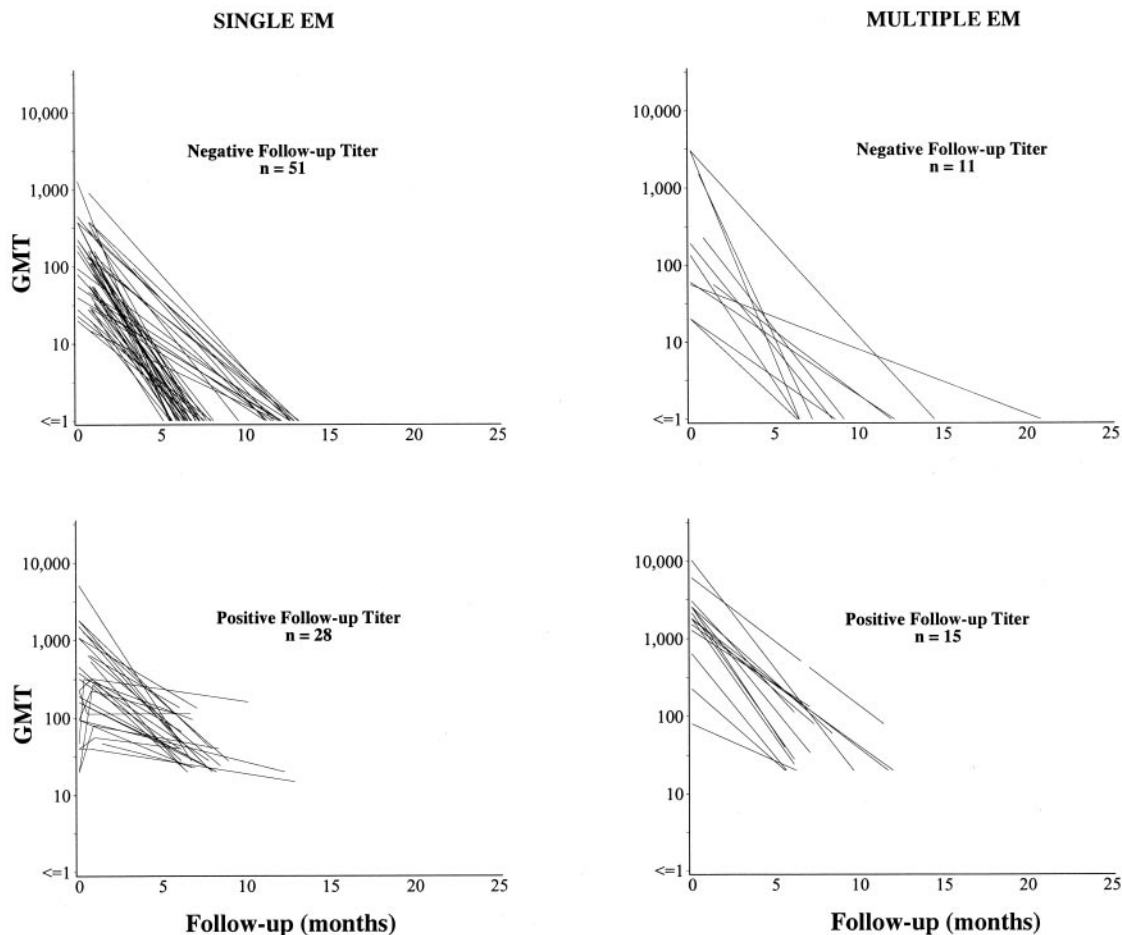 SINGLE EM
MULTIPLE EM
10,000
1,000
100
10
<=1
GMT
Negative Follow-up Titer
n = 51
0 5 10 15 20 25
10,000
1,000
100
10
<=1
Negative Follow-up Titer
n = 11
0 5 10 15 20 25
10,000
1,000
100
10
<=1
GMT
Positive Follow-up Titer
n = 28
0 5 10 15 20 25
Follow-up (months)
10,000
1,000
100
10
<=1
Positive Follow-up Titer
n = 15
0 5 10 15 20 25
Follow-up (months)